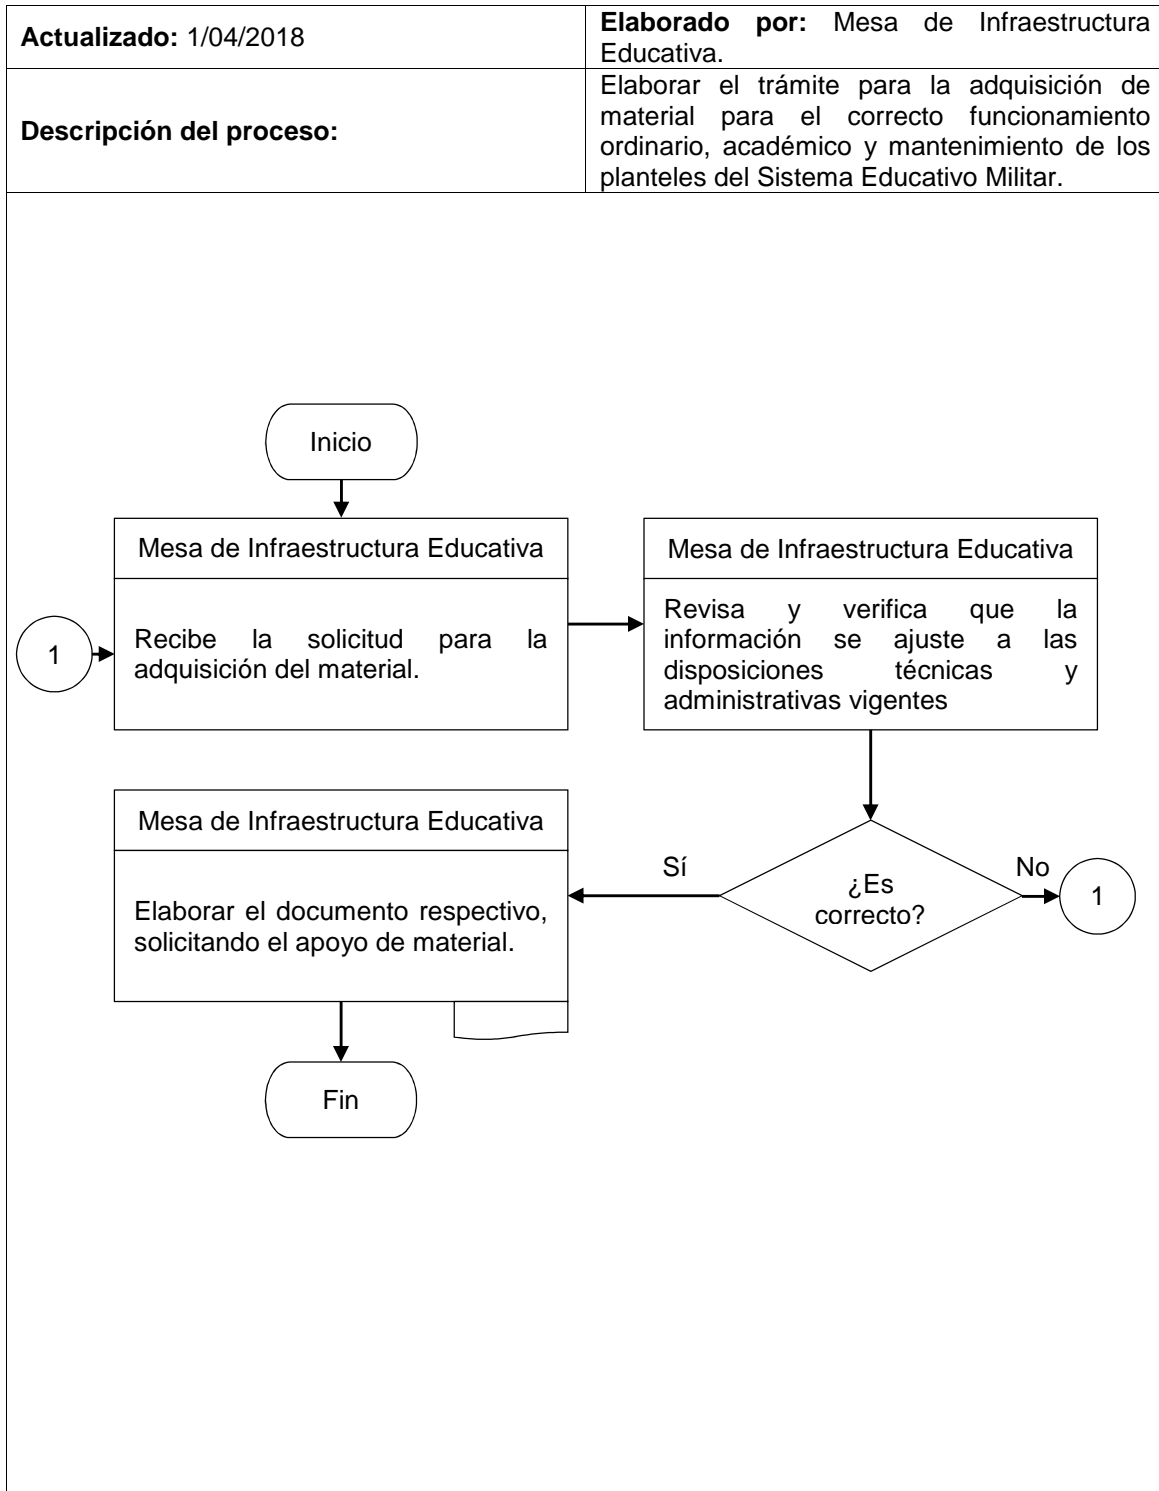 Actualizado: 1/04/2018
Elaborado por: Mesa de Infraestructura
Educativa.
Descripción del proceso:
Elaborar el trámite para la adquisición de
material para el correcto funcionamiento
ordinario, académico y mantenimiento de los
planteles del Sistema Educativo Militar.
Inicio
Mesa de Infraestructura Educativa
1
Recibe la solicitud para la
adquisición del material.
Mesa de Infraestructura Educativa
Revisa y verifica que la
información se ajuste a las
disposiciones técnicas y
administrativas vigentes
¿Es
correcto?
No
1
Sí
Mesa de Infraestructura Educativa
Elaborar el documento respectivo,
solicitando el apoyo de material.
Fin